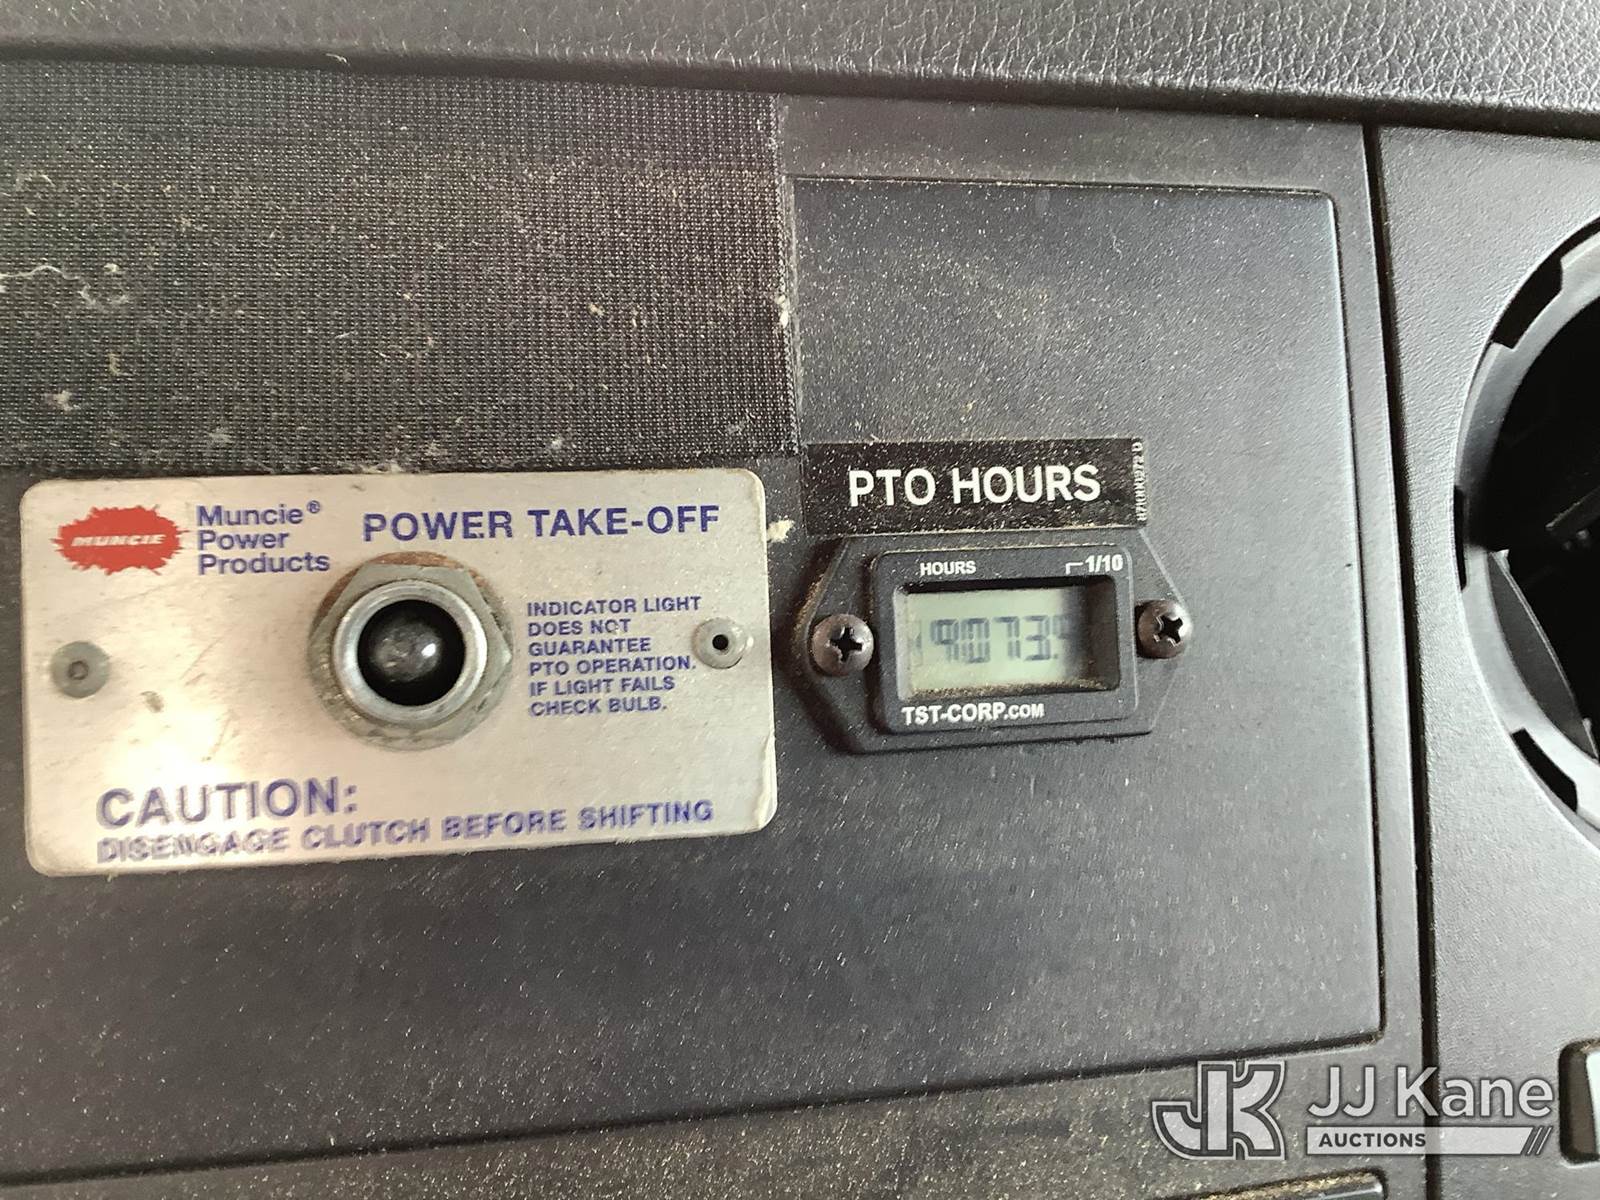 MUNCIE
Muncie®
Power
Products
POWER TAKE-OFF
INDICATOR LIGHT
DOES NOT
GUARANTEE
PTO OPERATION.
IF LIGHT FAILS
CHECK BULB.
CAUTION:
DISENGAGE CLUTCH BEFORE SHIFTING
PTO HOURS
HOURS
1/10
TST-CORP.COM
JK
JJ Kane
AUCTIONS